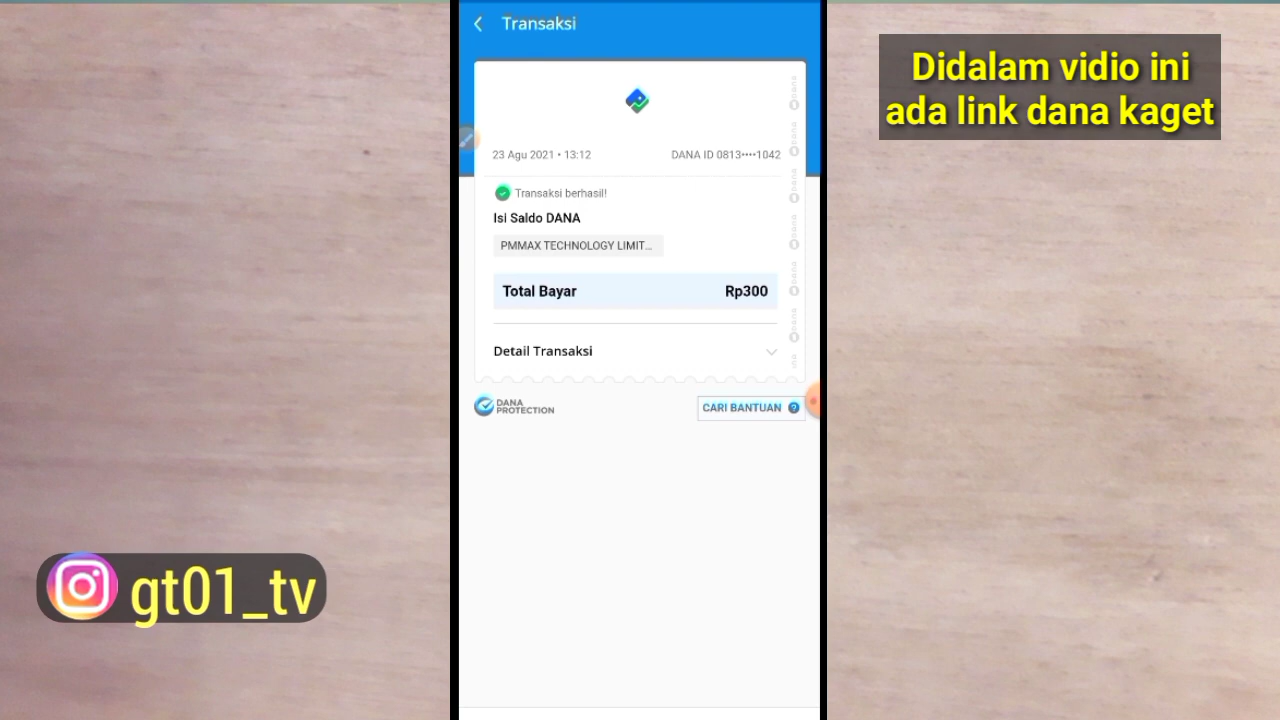 Transaksi
Didalam vidio ini
ada link dana kaget
23 Agu 2021 • 13:12
DANA ID 0813••••1042
Transaksi berhasil!
Isi Saldo DANA
PMMAX TECHNOLOGY LIMIT...
Total Bayar
Rp300
Detail Transaksi
DANA
PROTECTION
CARI BANTUAN ?
gt01_tv